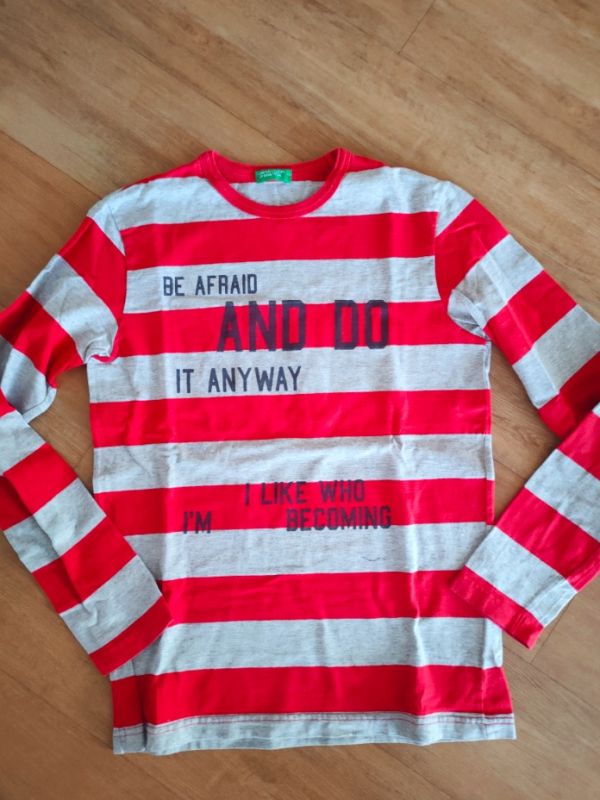 BE AFRAID
AND DO
IT ANYWAY
I LIKE WHO
I'M BECOMING